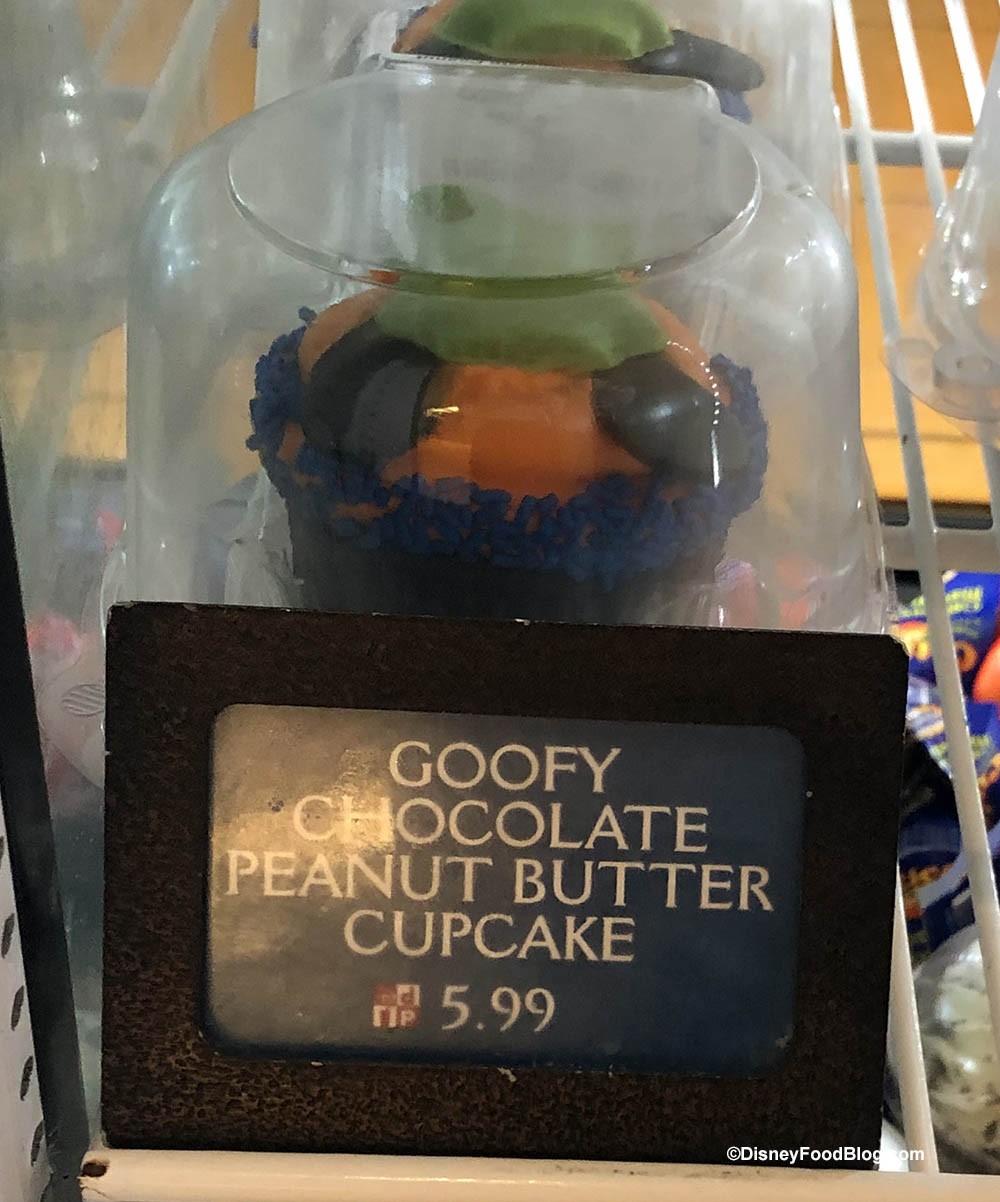 GOOFY
CHOCOLATE
PEANUT BUTTER
CUPCAKE
5.99
©DisneyFoodBlog.com